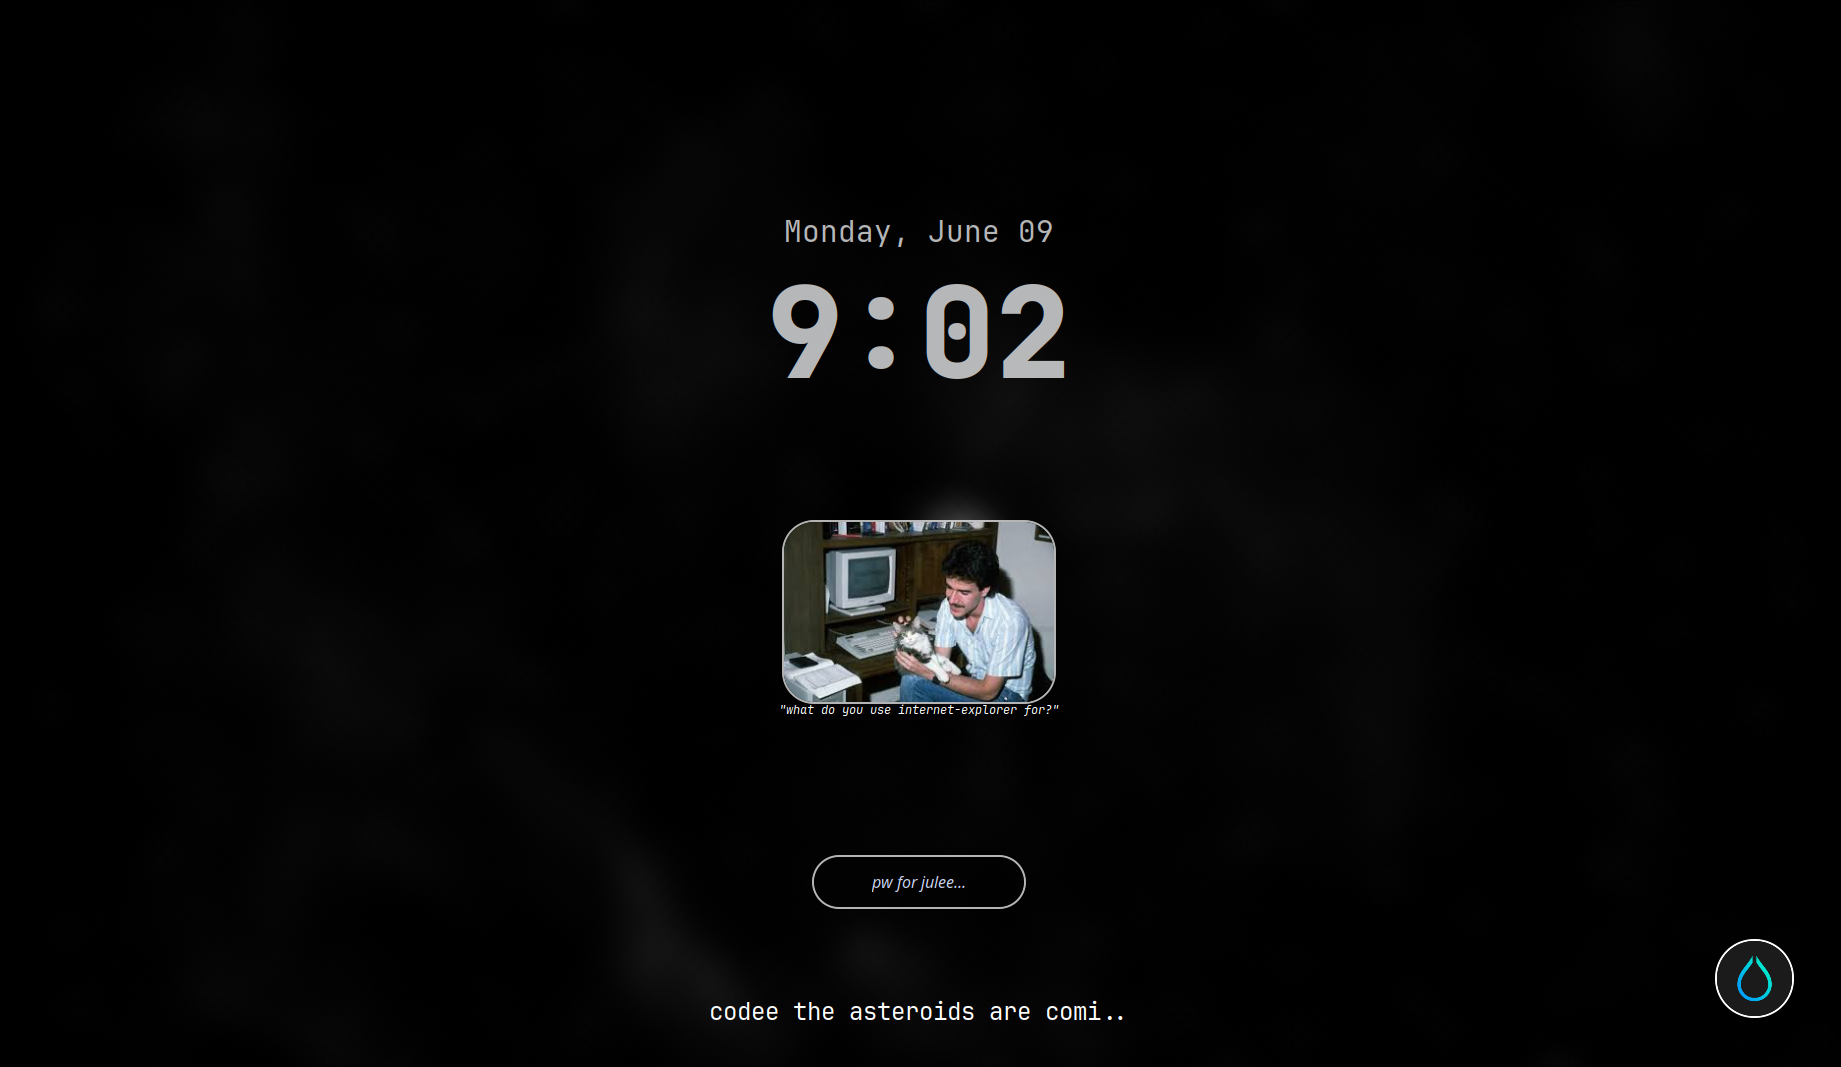 Monday, June 09
9:02
"what do you use internet-explorer for?"
pw for julee...
codee the asteroids are comi..